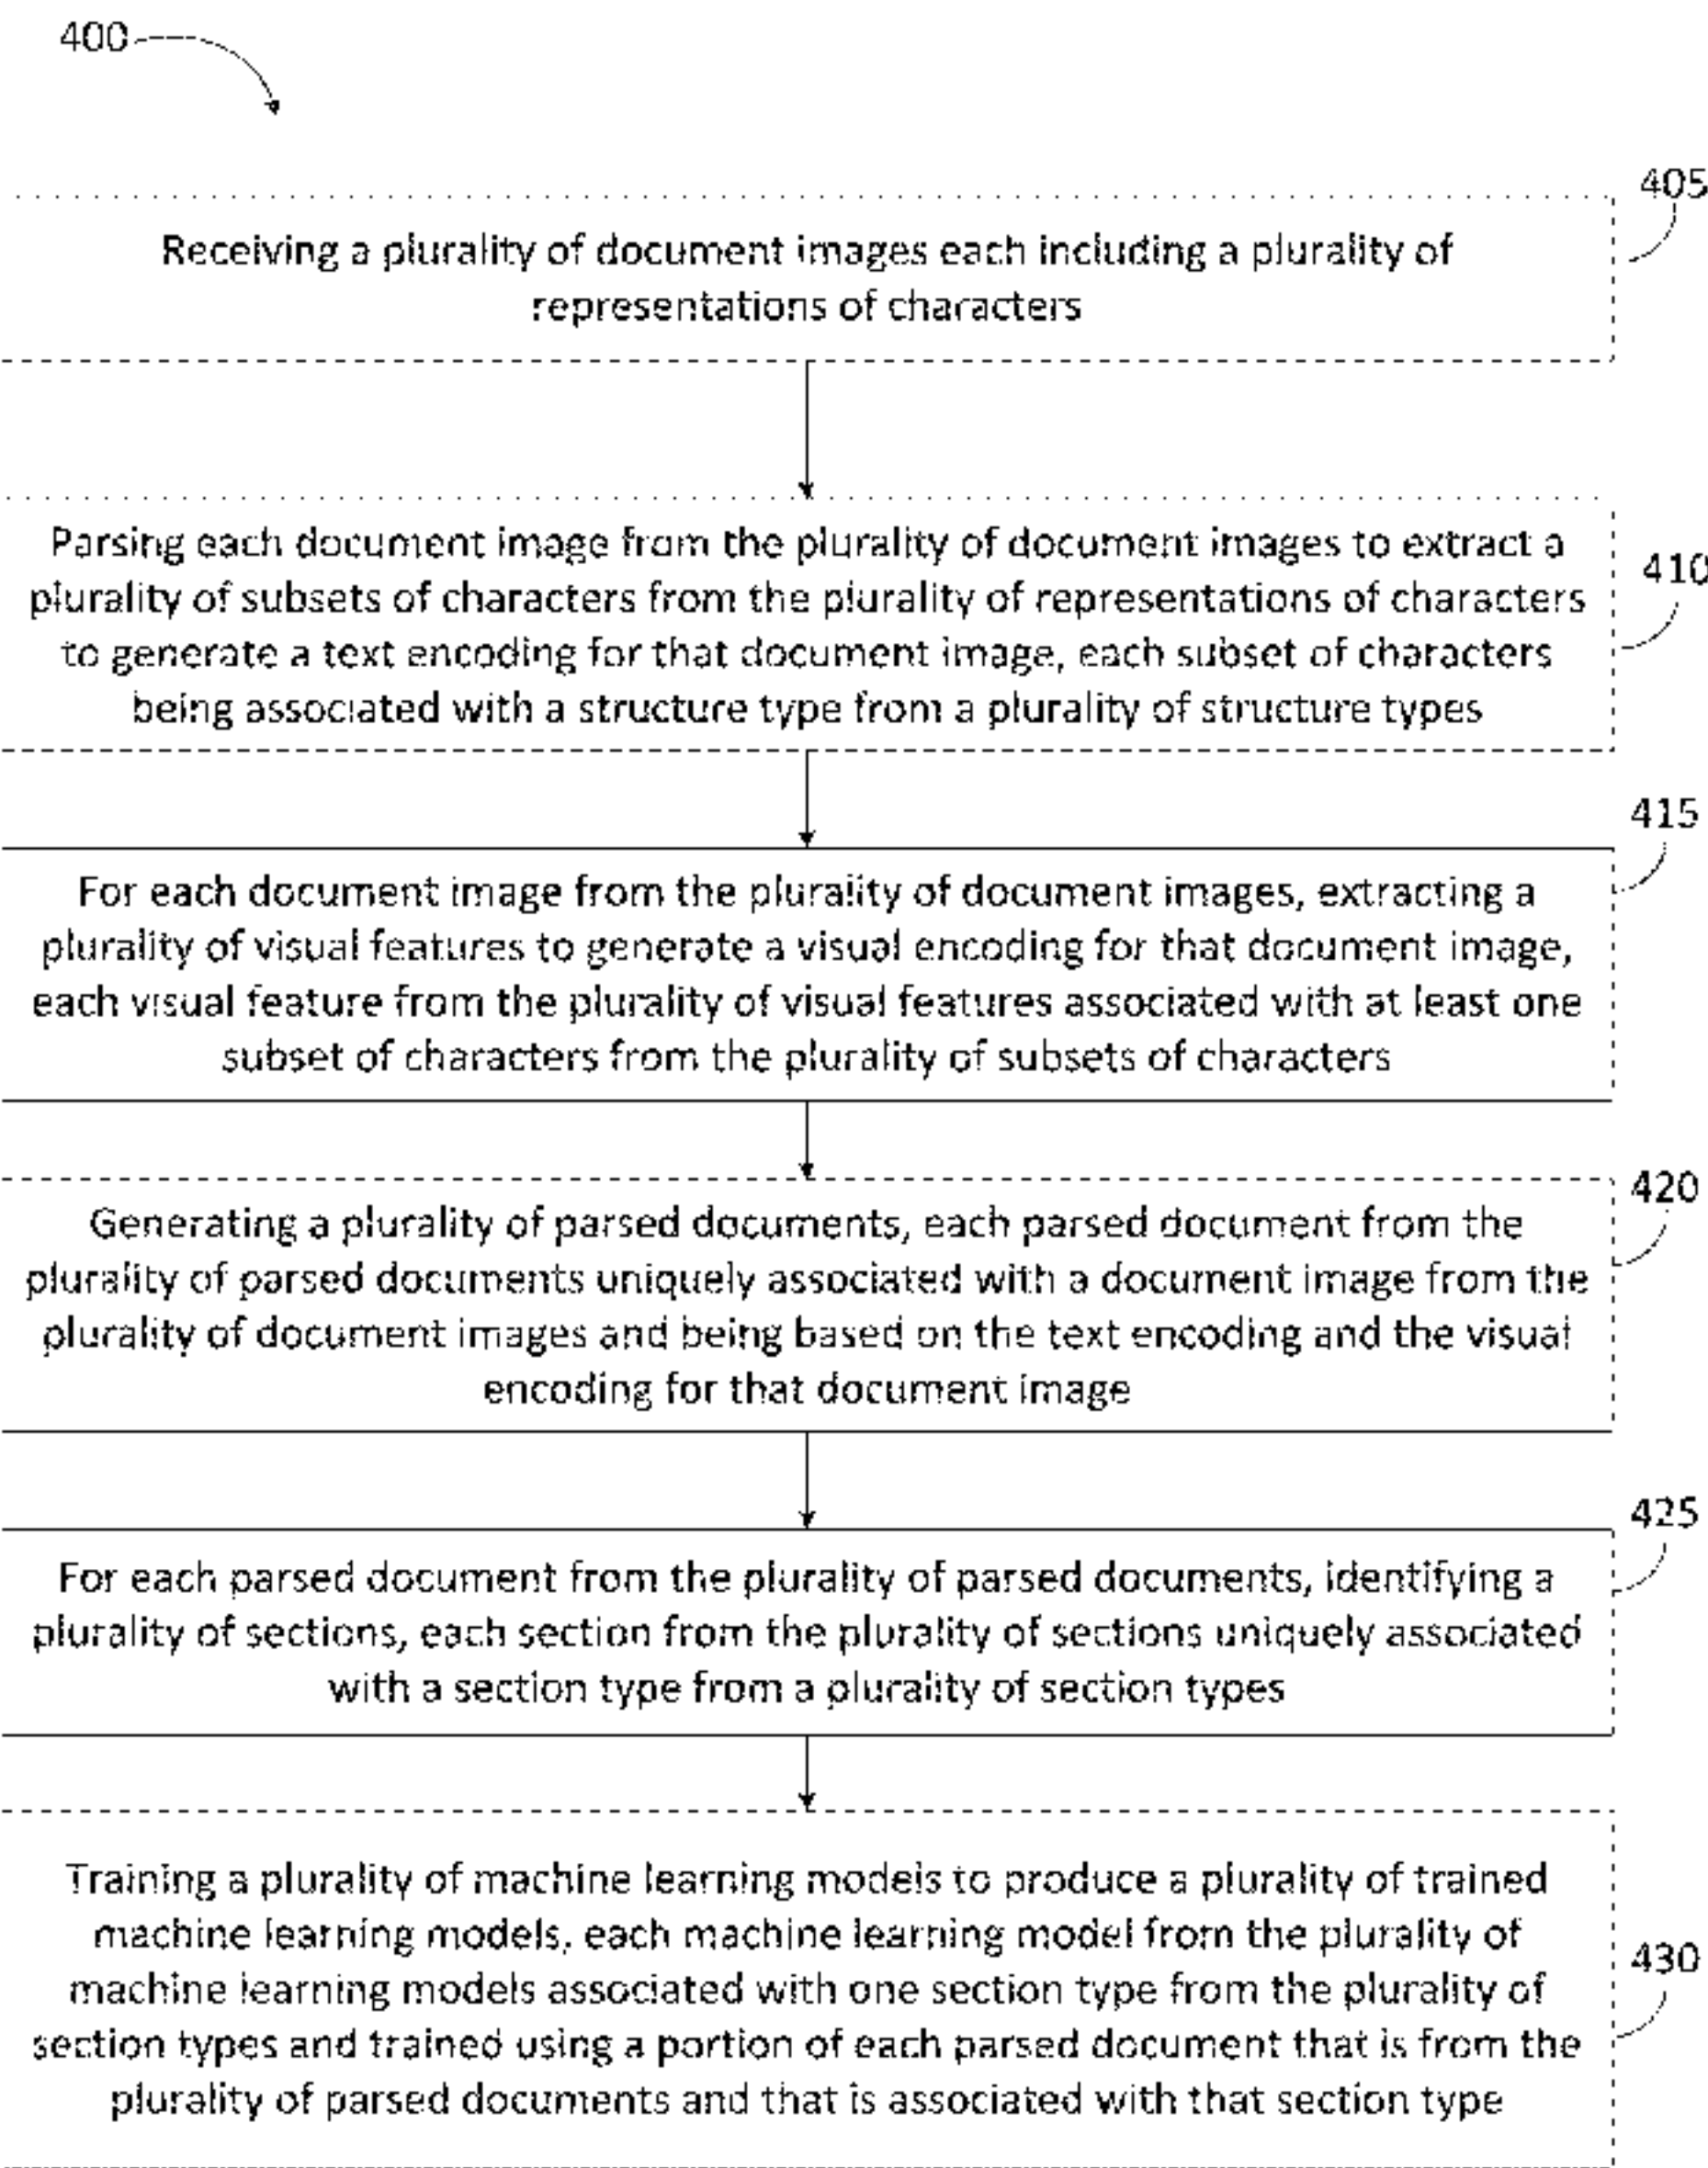 400
405
Receiving a plurality of document images each including a plurality of
representations of characters
410
Parsing each document image from the plurality of document images to extract a
plurality of subsets of characters from the plurality of representations of characters
to generate a text encoding for that document image, each subset of characters
being associated with a structure type from a plurality of structure types
415
For each document image from the plurality of document images, extracting a
plurality of visual features to generate a visual encoding for that document image,
each visual feature from the plurality of visual features associated with at least one
subset of characters from the plurality of subsets of characters
420
Generating a plurality of parsed documents, each parsed document from the
plurality of parsed documents uniquely associated with a document image from the
plurality of document images and being based on the text encoding and the visual
encoding for that document image
425
For each parsed document from the plurality of parsed documents, identifying a
plurality of sections, each section from the plurality of sections uniquely associated
with a section type from a plurality of section types
Training a plurality of machine learning models to produce a plurality of trained
machine learning models, each machine learning model from the plurality of
430
machine learning models associated with one section type from the plurality of
section types and trained using a portion of each parsed document that is from the
plurality of parsed documents and that is associated with that section type